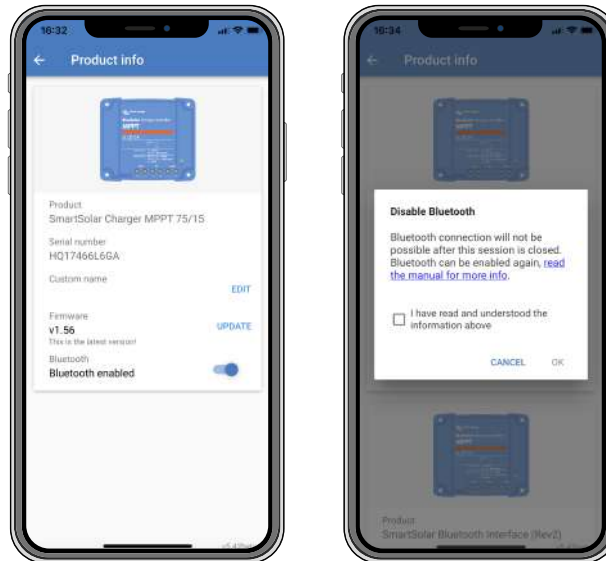 16:32
Product info
MPPT
Product
SmartSolar Charger MPPT 75/15
Serial number
HQ17466L6GA
Custom name
EDIT
Firmware
v1.56
UPDATE
This is the latest version!
Bluetooth
Bluetooth enabled
16:34
Product info
Disable Bluetooth
Bluetooth connection will not be
possible after this session is closed.
Bluetooth can be enabled again, read
the manual for more info.
I have read and understood the
information above
CANCEL
OK
MPPT
Product
SmartSolar Bluetooth Interface (Rev2)